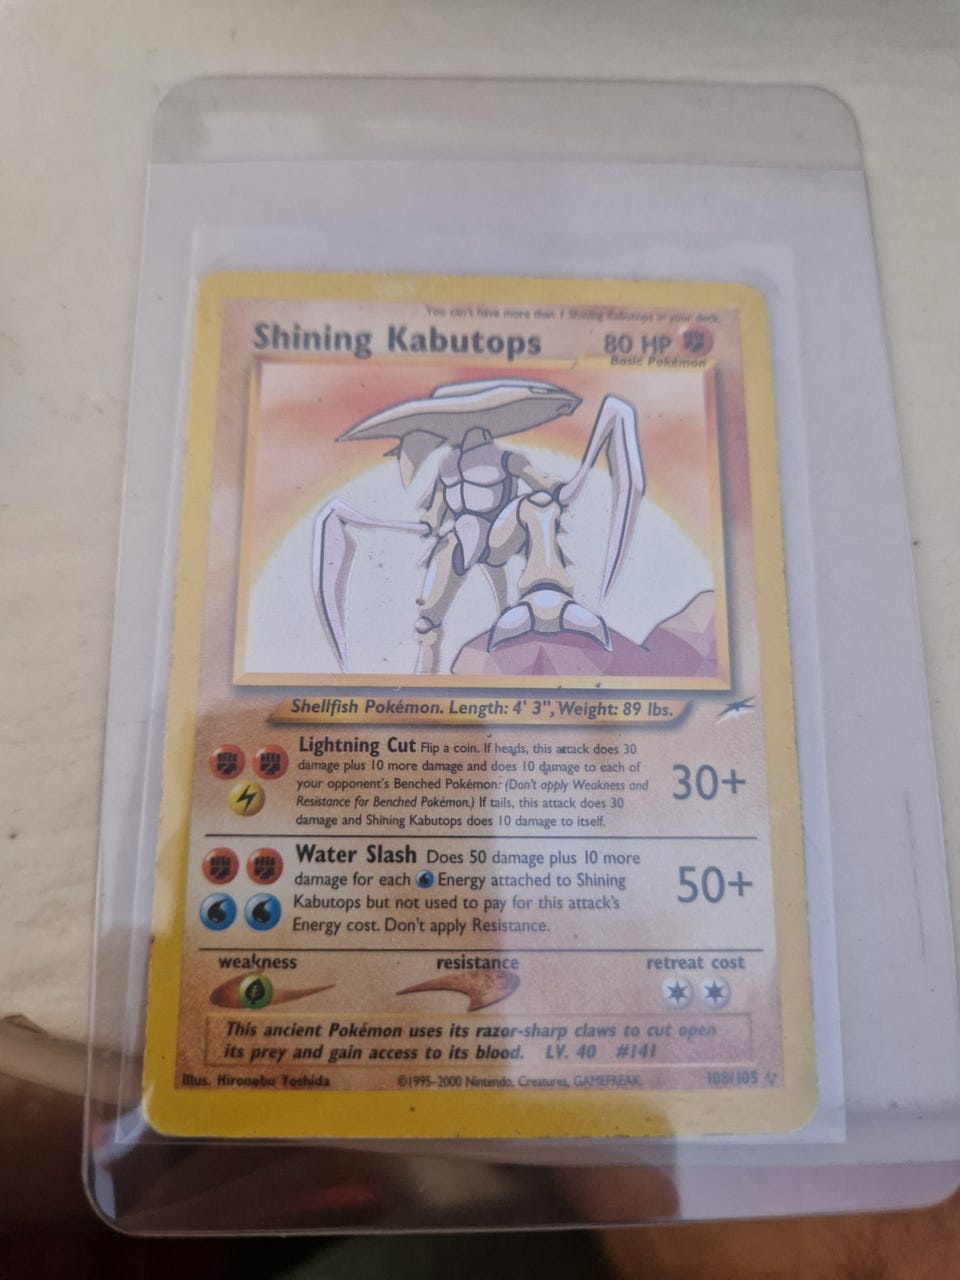 You can't have more than 1 Shining Kabutops in your deck.
Shining Kabutops 80 HP
Basic Pokémon
Shellfish Pokémon. Length: 4' 3", Weight: 89 lbs.
Lightning Cut Flip a coin. If heads, this attack does 30
damage plus 10 more damage and does 10 damage to each of
your opponent's Benched Pokémon. (Don't apply Weakness and
Resistance for Benched Pokémon.) If tails, this attack does 30
damage and Shining Kabutops does 10 damage to itself.
30+
Water Slash Does 50 damage plus 10 more
damage for each Energy attached to Shining
Kabutops but not used to pay for this attack's
Energy cost. Don't apply Resistance.
50+
weakness resistance retreat cost
This ancient Pokémon uses its razor-sharp claws to cut open
its prey and gain access to its blood. LV. 40 #141
Illus. Hironobu Yoshida ©1995-2000 Nintendo, Creatures, GAMEFREAK. 108/105